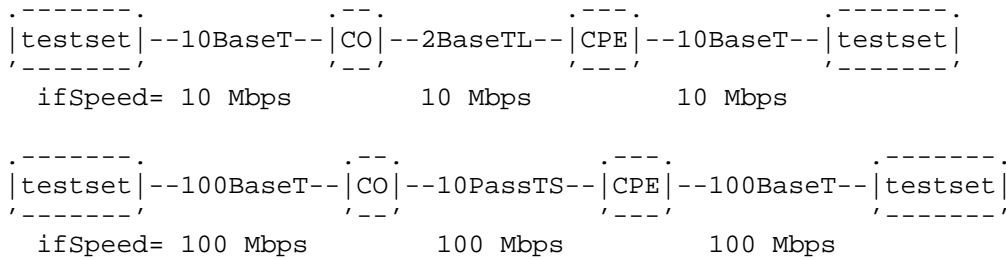 .-------.            .--.            .---.            .-------.
|testset|--10BaseT--|CO|--2BaseTL--|CPE|--10BaseT--|testset|
'-------'            '--'            '---'            '-------'
ifSpeed= 10 Mbps        10 Mbps          10 Mbps
.-------.             .--.             .---.             .-------.
|testset|--100BaseT--|CO|--10PassTS--|CPE|--100BaseT--|testset|
'-------'             '--'             '---'             '-------'
ifSpeed= 100 Mbps        100 Mbps          100 Mbps